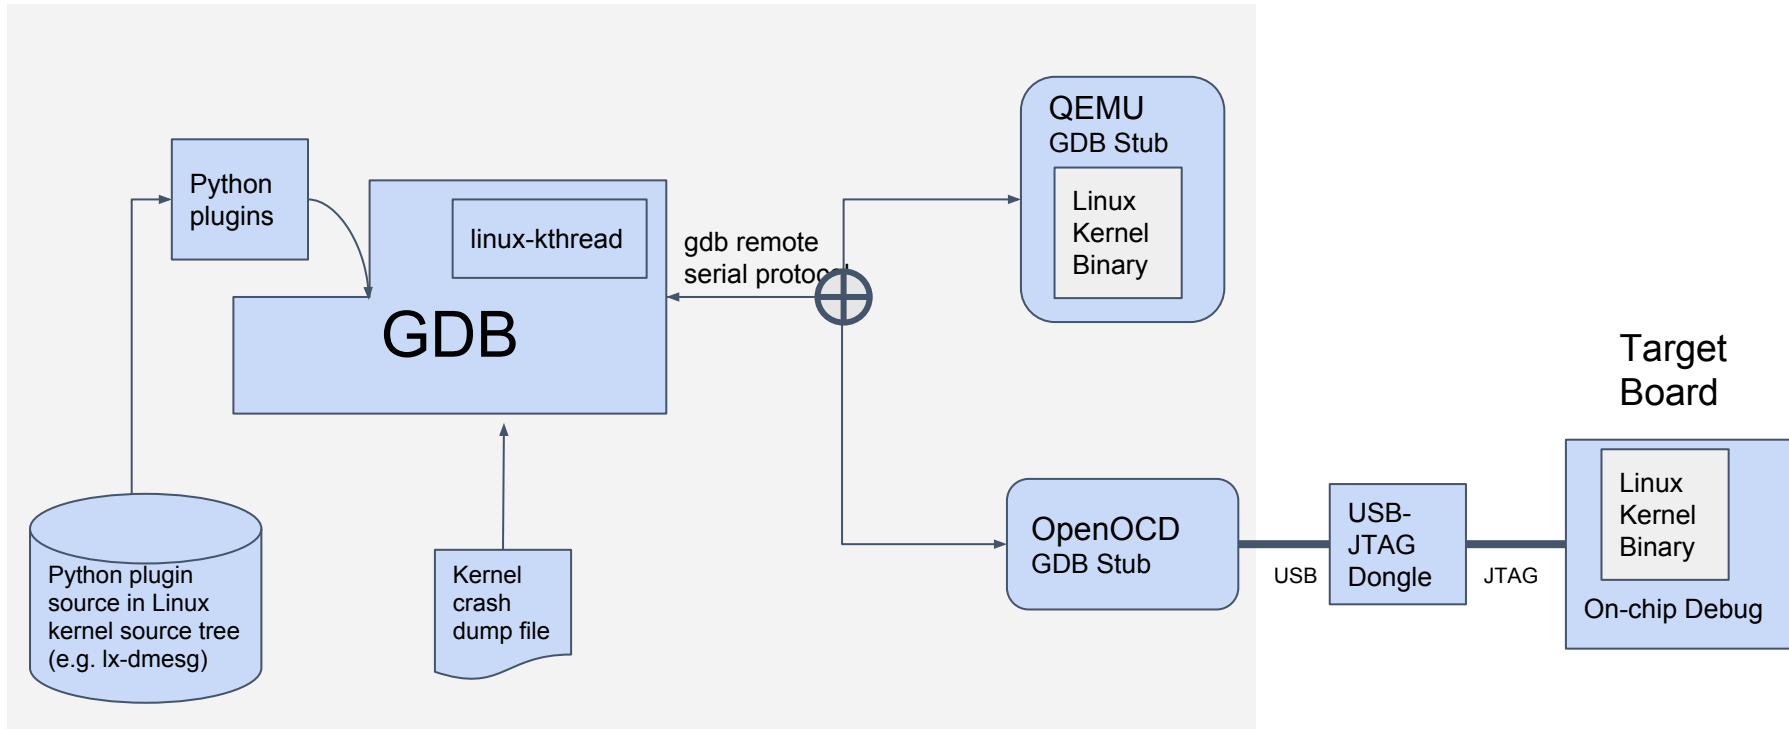 QEMU
GDB Stub
Linux
Kernel
Binary
Python
plugins
linux-kthread
gdb remote
serial protocol
GDB
Target
Board
Python plugin
source in Linux
kernel source tree
(e.g. lx-dmesg)
Kernel
crash
dump file
OpenOCD
GDB Stub
USB
USB-
JTAG
Dongle
JTAG
Linux
Kernel
Binary
On-chip Debug